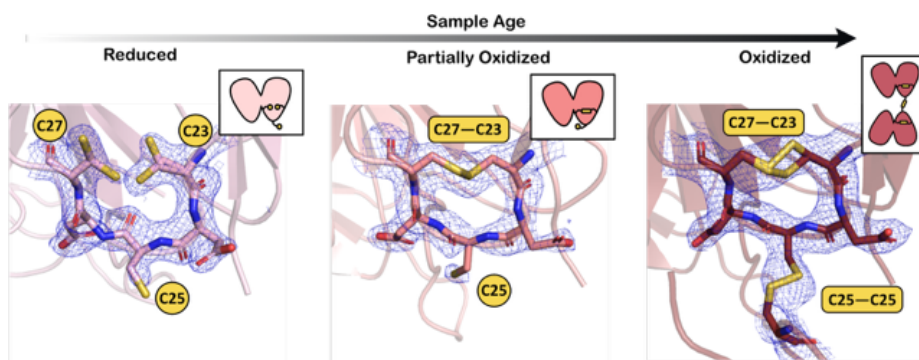 Sample Age
Reduced
Partially Oxidized
Oxidized
C27
C23
C25
C27—C23
C25
C27—C23
C25—C25